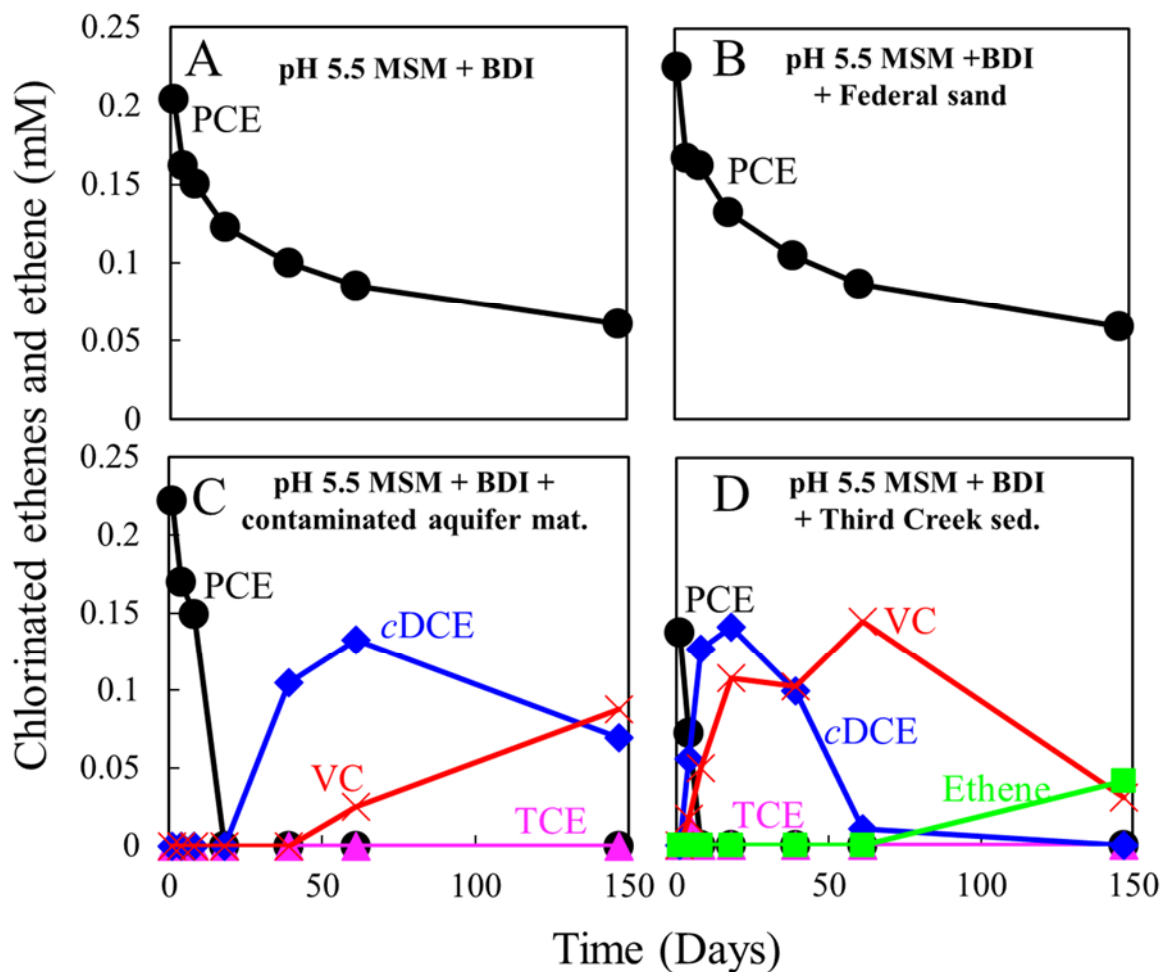 Chlorinated ethenes and ethene (mM)
A
pH 5.5 MSM + BDI
PCE
0.25
0.2
0.15
0.1
0.05
0
B
pH 5.5 MSM +BDI
+ Federal sand
PCE
C
pH 5.5 MSM + BDI +
contaminated aquifer mat.
PCE
cDCE
VC
TCE
0.25
0.2
0.15
0.1
0.05
0
0 50 100 150
D
pH 5.5 MSM + BDI
+ Third Creek sed.
PCE
VC
cDCE
Ethene
TCE
0 50 100 150
Time (Days)